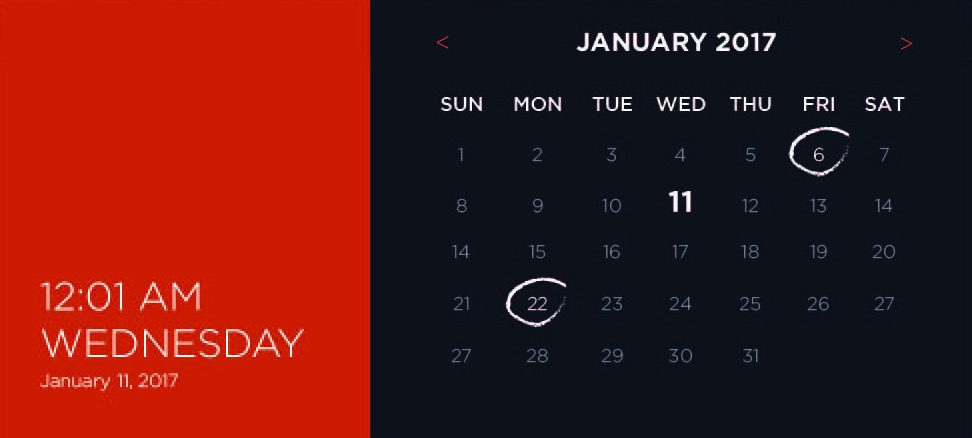 < JANUARY 2017 >
SUN MON TUE WED THU FRI SAT
1 2 3 4 5 6 7
8 9 10 11 12 13 14
14 15 16 17 18 19 20
21 22 23 24 25 26 27
27 28 29 30 31
12:01 AM
WEDNESDAY
January 11, 2017